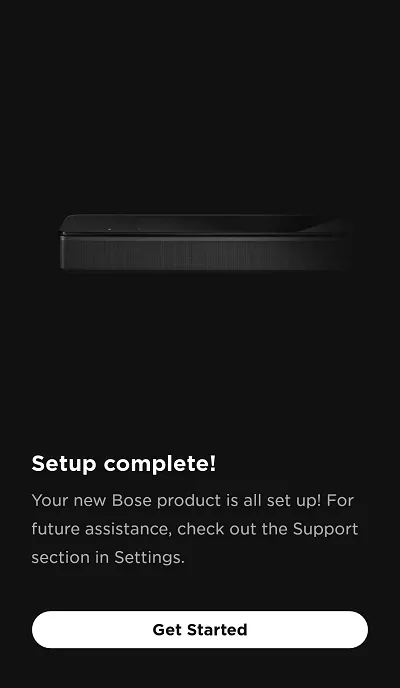 Setup complete!
Your new Bose product is all set up! For
future assistance, check out the Support
section in Settings.
Get Started